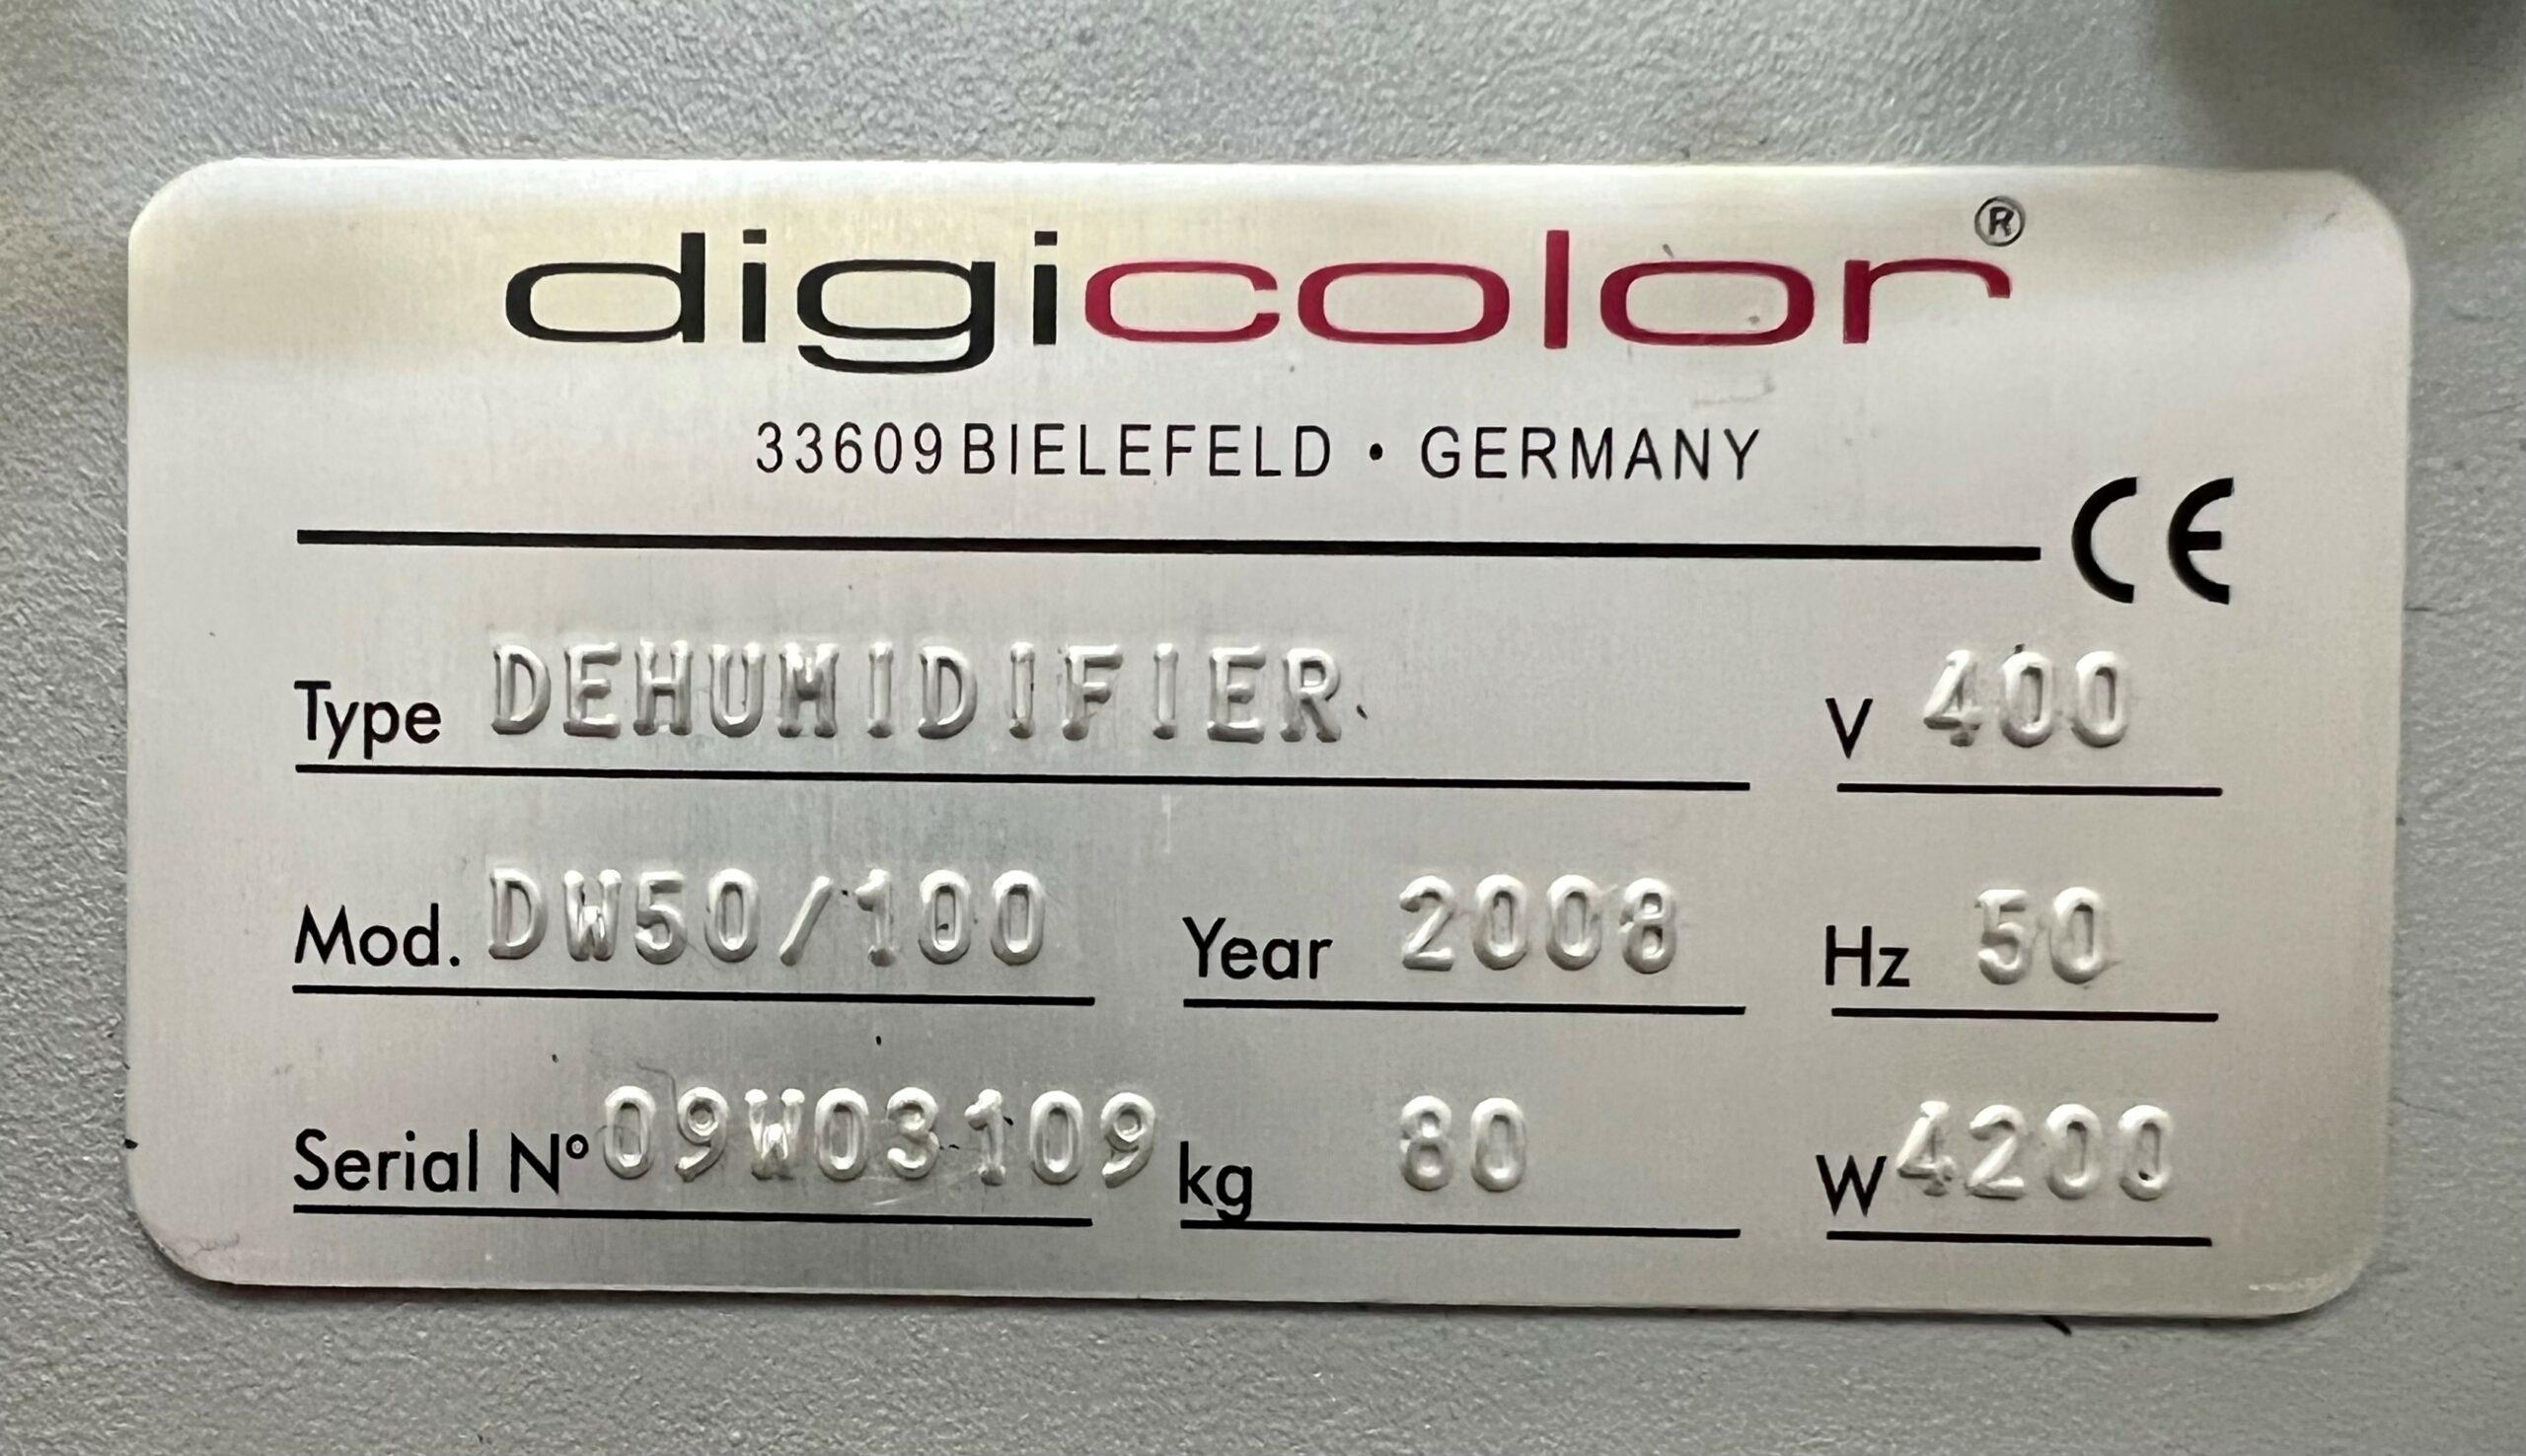 digicolor®
33609 BIELEFELD • GERMANY
CE
Type DEHUMIDIFIER V 400
Mod. DW50/100 Year 2008 Hz 50
Serial N° 09W03109 kg 80 W 4200